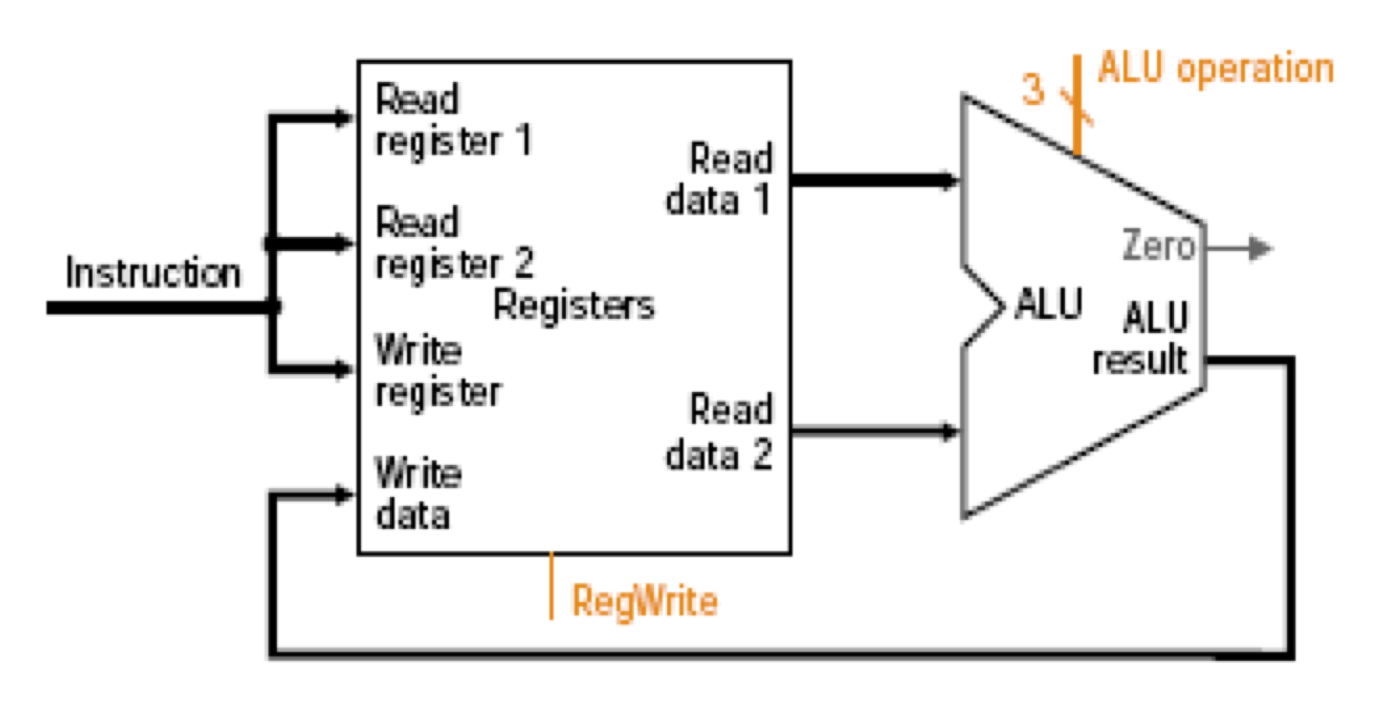 Instruction
Read
register 1
Read
register 2
Registers
Write
register
Write
data
Read
data 1
Read
data 2
RegWrite
3
ALU operation
Zero
ALU
ALU
result